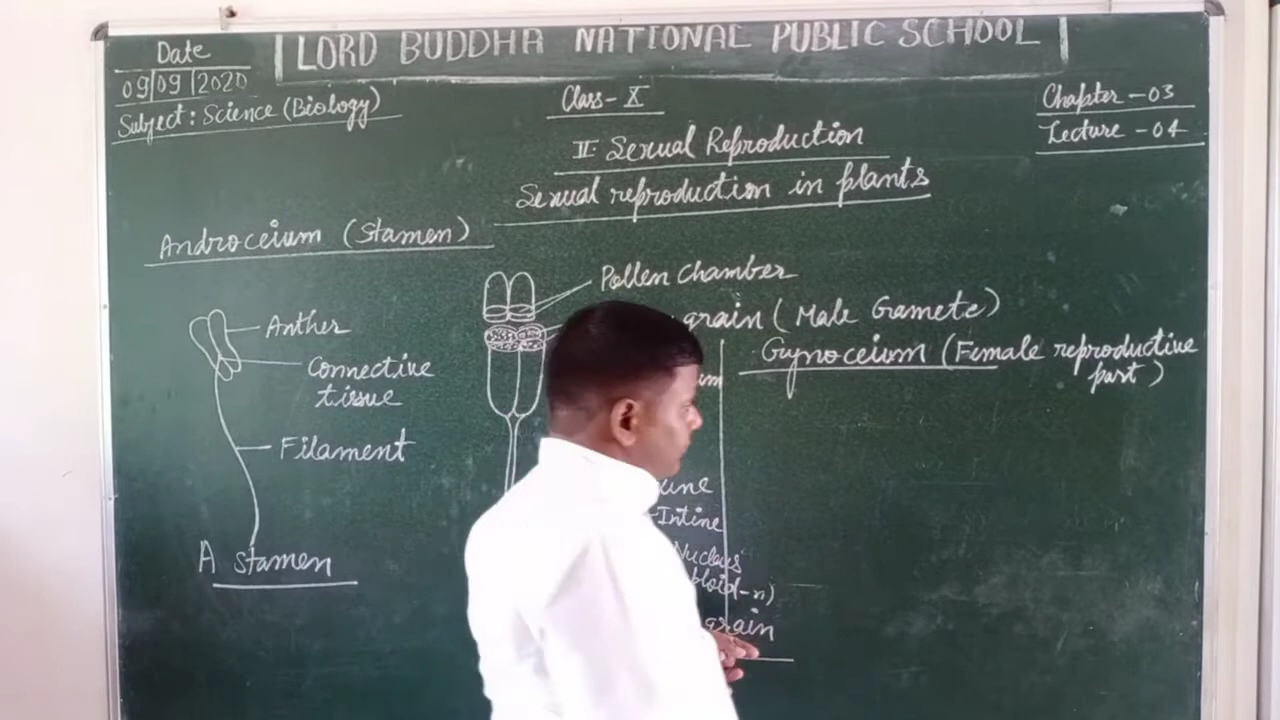 Date
09/09/2020
LORD BUDDHA NATIONAL PUBLIC SCHOOL
Subject: Science (Biology)
Class - X
Chapter - 03
Lecture - 04
II. Sexual Reproduction
Sexual reproduction in plants
Androceium (Stamen)
Anther
Connective
tissue
Filament
A Stamen
Pollen Chamber
grain (Male Gamete)
Intine
Nucleus
-n)
grain
Gynoceium (Female reproductive
part)